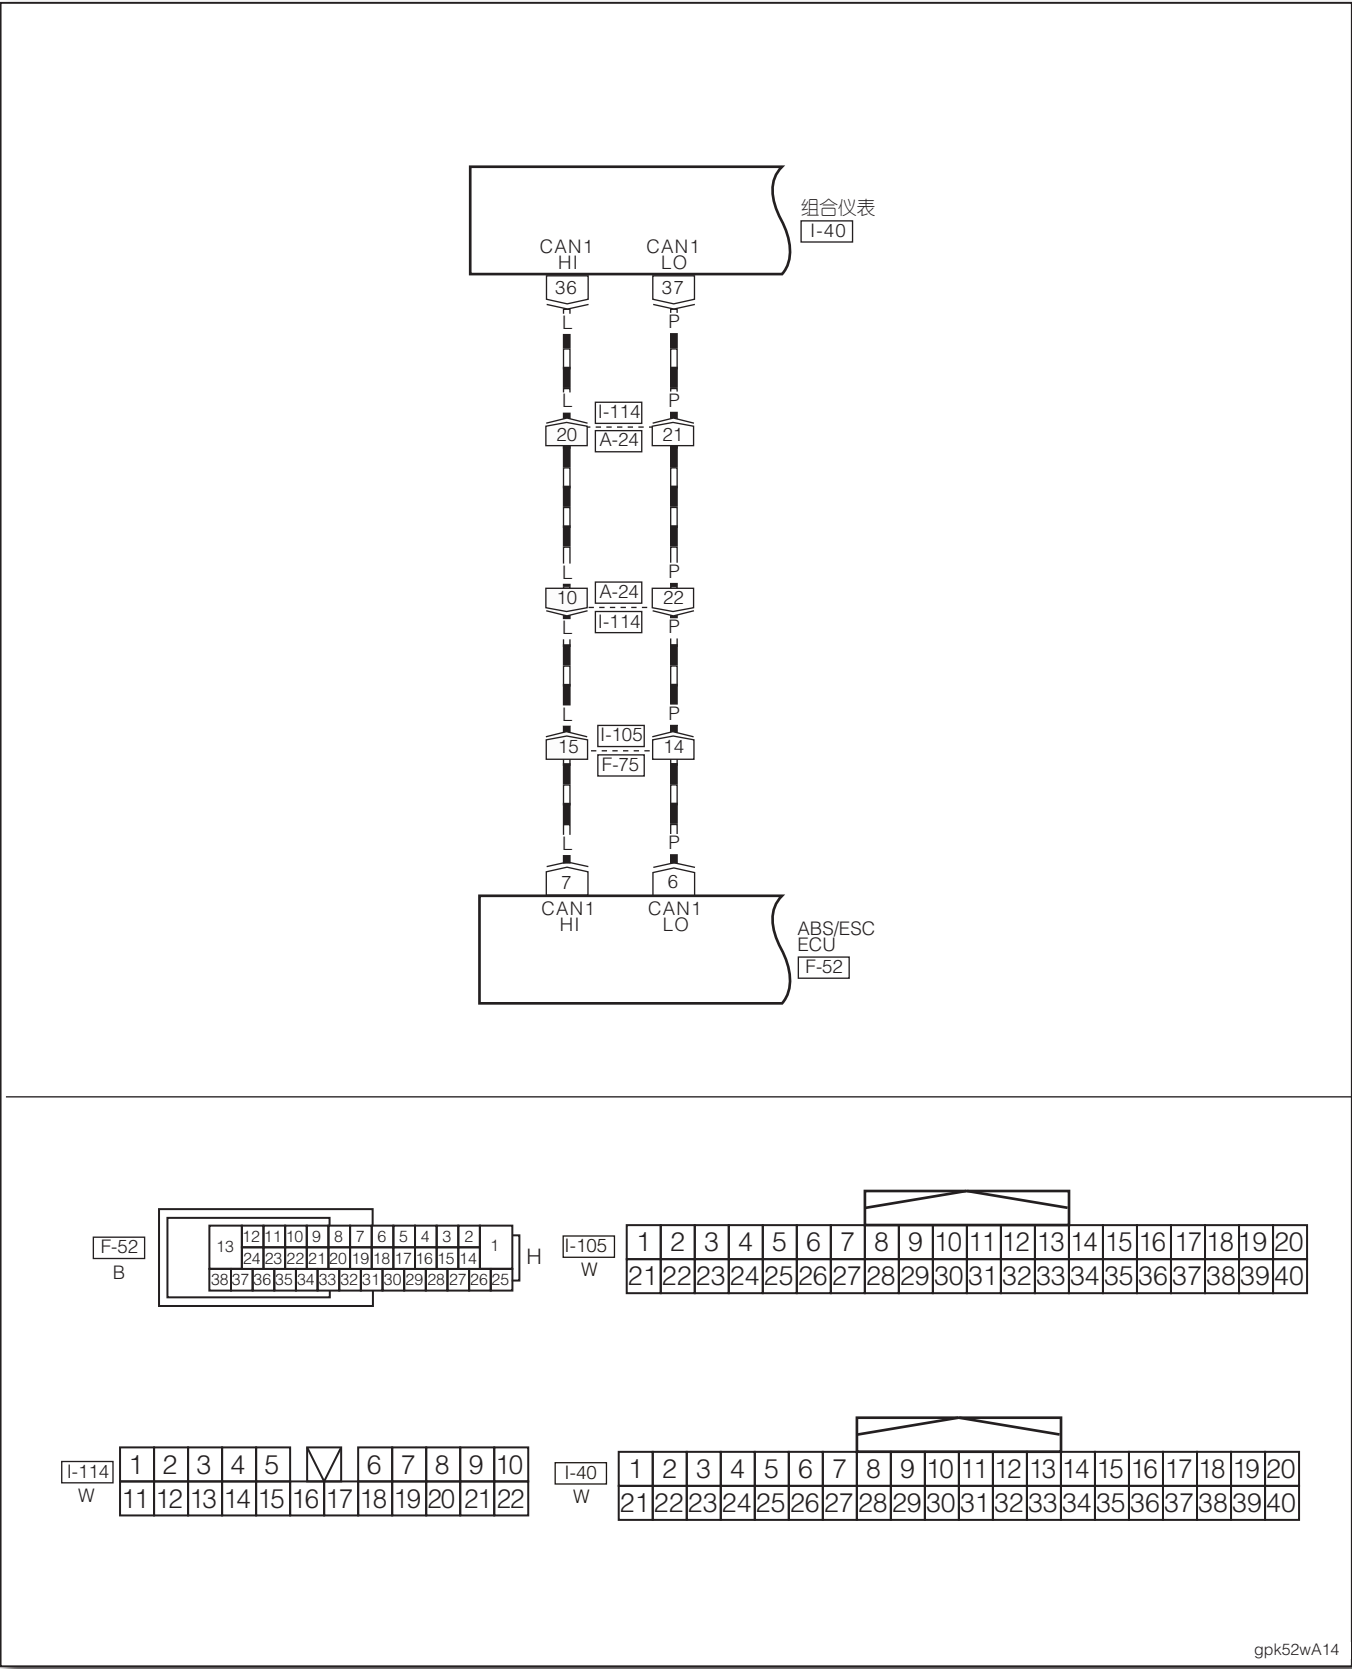 组合仪表
I-40
CAN1 CAN1
HI LO
36 37
L P
L P
I-114
20 21
A-24
L P
A-24
10 22
I-114
L P
L P
I-105
15 14
F-75
L P
7 6
CAN1 CAN1
HI LO
ABS/ESC
ECU
F-52
F-52
B
12 11 10 9 8 7 6 5 4 3 2
13 1
24 23 22 21 20 19 18 17 16 15 14
38 37 36 35 34 33 32 31 30 29 28 27 26 25
H
I-105
W
1 2 3 4 5 6 7 8 9 10 11 12 13 14 15 16 17 18 19 20
21 22 23 24 25 26 27 28 29 30 31 32 33 34 35 36 37 38 39 40
I-114
W
1 2 3 4 5 6 7 8 9 10
11 12 13 14 15 16 17 18 19 20 21 22
I-40
W
1 2 3 4 5 6 7 8 9 10 11 12 13 14 15 16 17 18 19 20
21 22 23 24 25 26 27 28 29 30 31 32 33 34 35 36 37 38 39 40
gpk52wA14